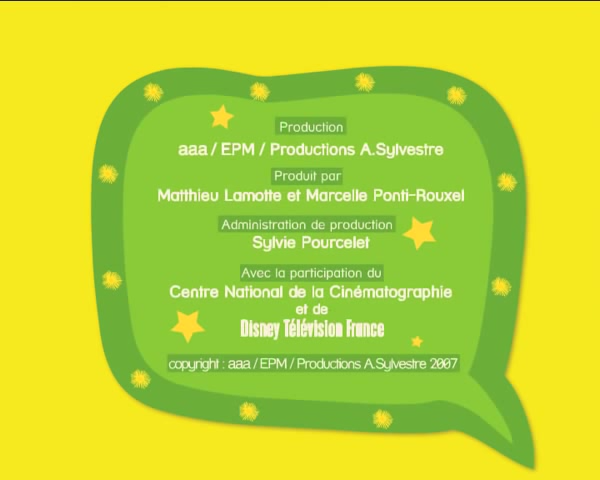 Production
aaa / EPM / Productions A.Sylvestre
Produit par
Matthieu Lamotte et Marcelle Ponti-Rouxel
Administration de production
Sylvie Pourcelet
Avec la participation du
Centre National de la Cinématographie
et de
Disney Télévision France
copyright : aaa / EPM / Productions A.Sylvestre 2007